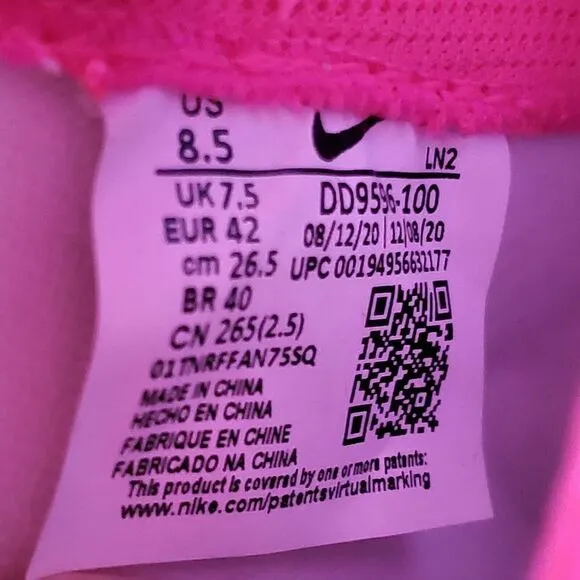 US
8.5
LN2
UK 7.5
DD9596-100
EUR 42
08/12/20 | 12/08/20
cm 26.5
UPC 00194956632177
BR 40
CN 265(2.5)
01TNRFFAN75SQ
MADE IN CHINA
HECHO EN CHINA
FABRIQUE EN CHINE
FABRICADO NA CHINA
This product is covered by one or more patents:
www.nike.com/patentsvirtualmarking